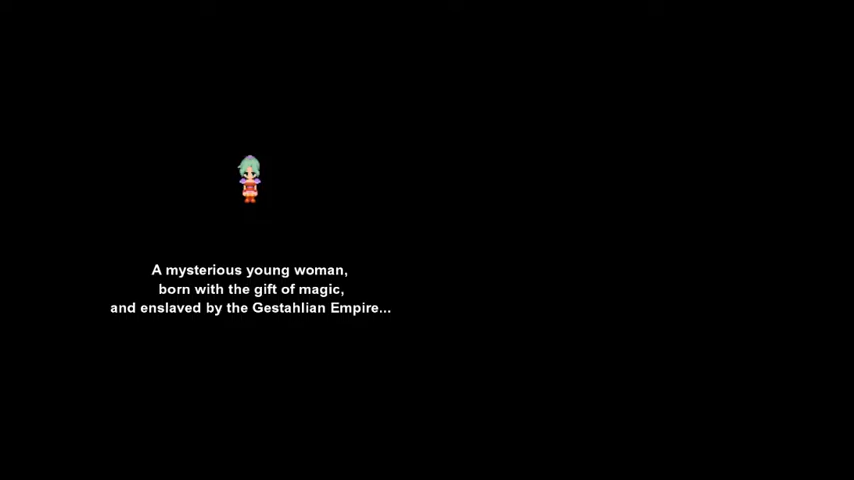 A mysterious young woman,
born with the gift of magic,
and enslaved by the Gestahlian Empire...